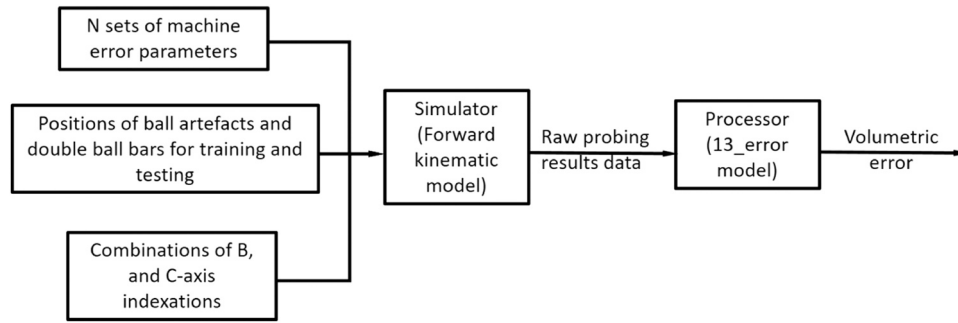 N sets of machine
error parameters
Positions of ball artefacts and
double ball bars for training and
testing
Combinations of B,
and C-axis
indexations
Simulator
(Forward
kinematic
model)
Raw probing
results data
Processor
(13_error
model)
Volumetric
error